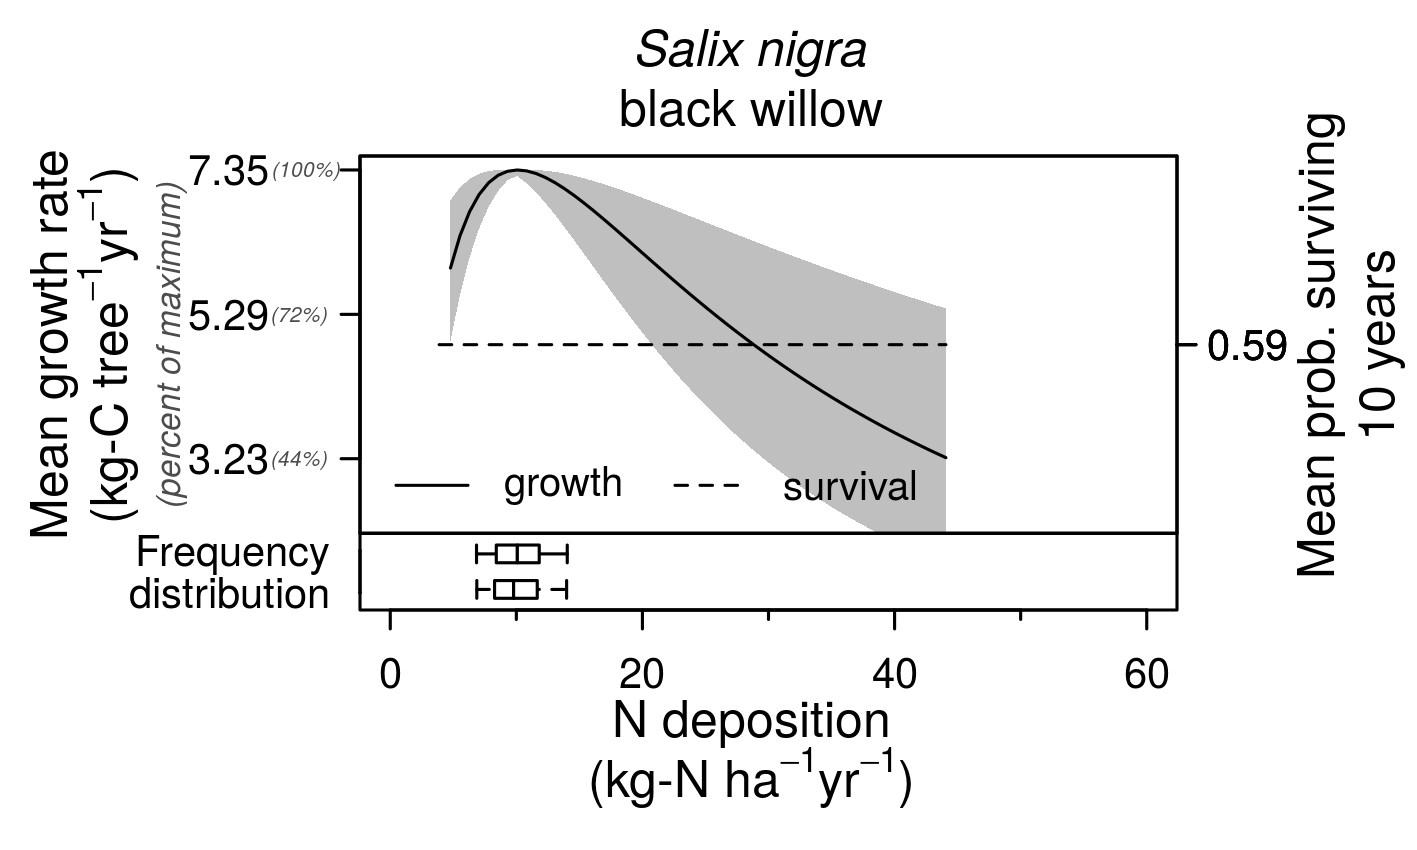 Salix nigra
black willow
Mean growth rate
(kg-C tree⁻¹yr⁻¹)
(percent of maximum)
7.35 (100%)
5.29 (72%)
3.23 (44%)
growth
survival
0.59
Mean prob. surviving
10 years
Frequency
distribution
0 20 40 60
N deposition
(kg-N ha⁻¹yr⁻¹)